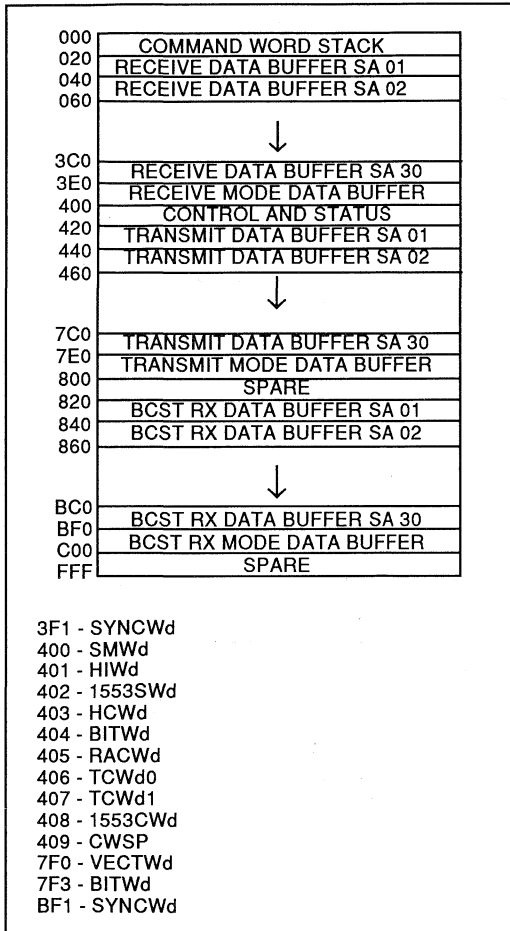 000
COMMAND WORD STACK
020
RECEIVE DATA BUFFER SA 01
040
RECEIVE DATA BUFFER SA 02
060
3C0
RECEIVE DATA BUFFER SA 30
3E0
RECEIVE MODE DATA BUFFER
400
CONTROL AND STATUS
420
TRANSMIT DATA BUFFER SA 01
440
TRANSMIT DATA BUFFER SA 02
460
7C0
TRANSMIT DATA BUFFER SA 30
7E0
TRANSMIT MODE DATA BUFFER
800
SPARE
820
BCST RX DATA BUFFER SA 01
840
BCST RX DATA BUFFER SA 02
860
BC0
BCST RX DATA BUFFER SA 30
BF0
BCST RX MODE DATA BUFFER
C00
SPARE
FFF
3F1 - SYNCWd
400 - SMWd
401 - HIWd
402 - 1553SWd
403 - HCWd
404 - BITWd
405 - RACWd
406 - TCWd0
407 - TCWd1
408 - 1553CWd
409 - CWSP
7F0 - VECTWd
7F3 - BITWd
BF1 - SYNCWd